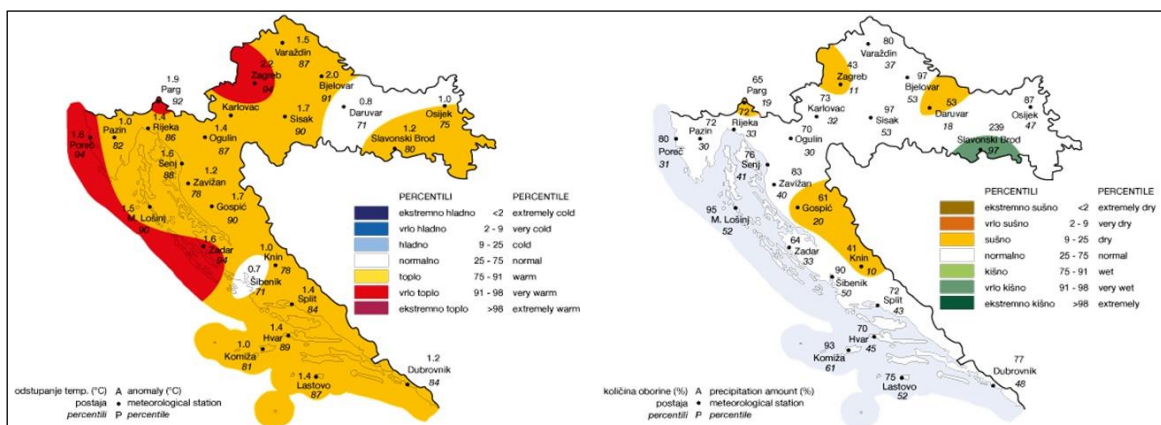 1.5
Varaždin
87
2.2
Zagreb
94
2.0
Bjelovar
91
1.9
Parg
92
Karlovac
1.7
Sisak
90
0.8
Daruvar
71
1.0
Osijek
75
1.2
Slavonski Brod
80
1.6
Poreč
94
1.0
Pazin
82
1.4
Rijeka
86
1.4
Ogulin
87
1.6
Senj
88
1.2
Zavižan
78
1.7
Gospić
90
1.5
M. Lošinj
90
1.6
Zadar
94
1.0
Knin
78
0.7
Šibenik
71
1.4
Split
84
1.4
Hvar
89
1.0
Komiža
81
1.4
Lastovo
87
1.2
Dubrovnik
84
PERCENTILI PERCENTILE
ekstremno hladno <2 extremely cold
vrlo hladno 2 - 9 very cold
hladno 9 - 25 cold
normalno 25 - 75 normal
toplo 75 - 91 warm
vrlo toplo 91 - 98 very warm
ekstremno toplo >98 extremely warm
odstupanje temp. (°C) A anomaly (°C)
postaja ● meteorological station
percentili P percentile
80
Varaždin
37
43
Zagreb
11
97
Bjelovar
53
65
Parg
19
73
Karlovac
32
97
Sisak
53
53
Daruvar
18
87
Osijek
47
239
Slavonski Brod
97
80
Poreč
31
72
Pazin
30
72
Rijeka
33
70
Ogulin
30
76
Senj
41
83
Zavižan
40
61
Gospić
20
95
M. Lošinj
52
64
Zadar
33
41
Knin
10
90
Šibenik
50
72
Split
43
70
Hvar
45
93
Komiža
61
75
Lastovo
52
77
Dubrovnik
48
PERCENTILI PERCENTILE
ekstremno sušno <2 extremely dry
vrlo sušno 2 - 9 very dry
sušno 9 - 25 dry
normalno 25 - 75 normal
kišno 75 - 91 wet
vrlo kišno 91 - 98 very wet
ekstremno kišno >98 extremely
količina oborine (%) A precipitation amount (%)
postaja ● meteorological station
percentili P percentile